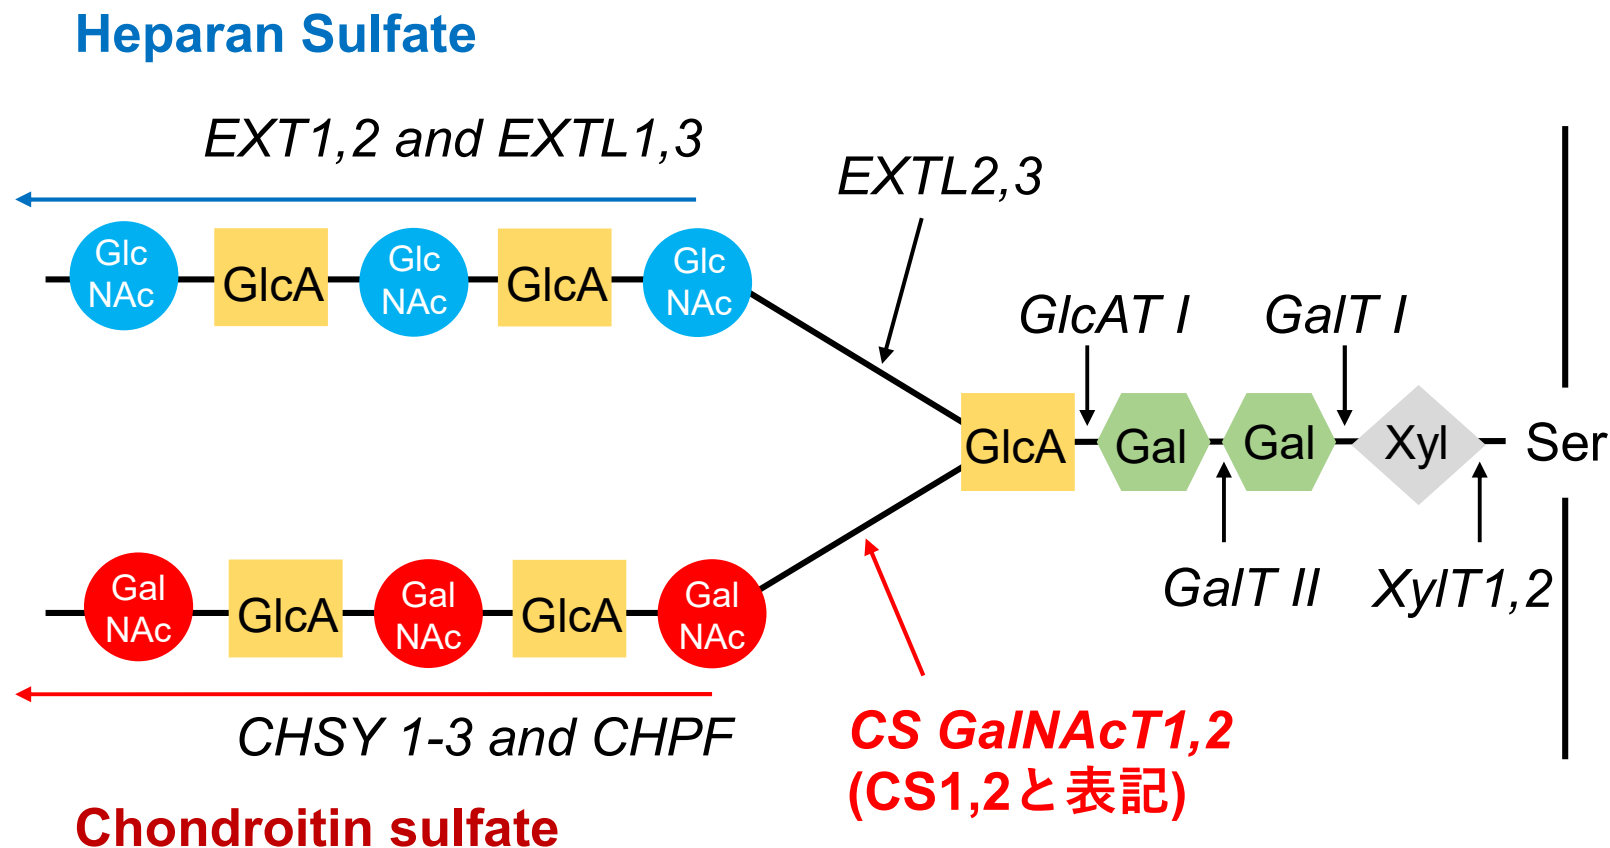 Heparan Sulfate
EXT1,2 and EXTL1,3
EXTL2,3
Glc
NAc
GlcA
Glc
NAc
GlcA
Glc
NAc
GlcAT I
GalT I
GlcA
Gal
Gal
Xyl
Ser
GalT II
XylT1,2
Gal
NAc
GlcA
Gal
NAc
GlcA
Gal
NAc
CHSY 1-3 and CHPF
CS GalNAcT1,2
(CS1,2と表記)
Chondroitin sulfate